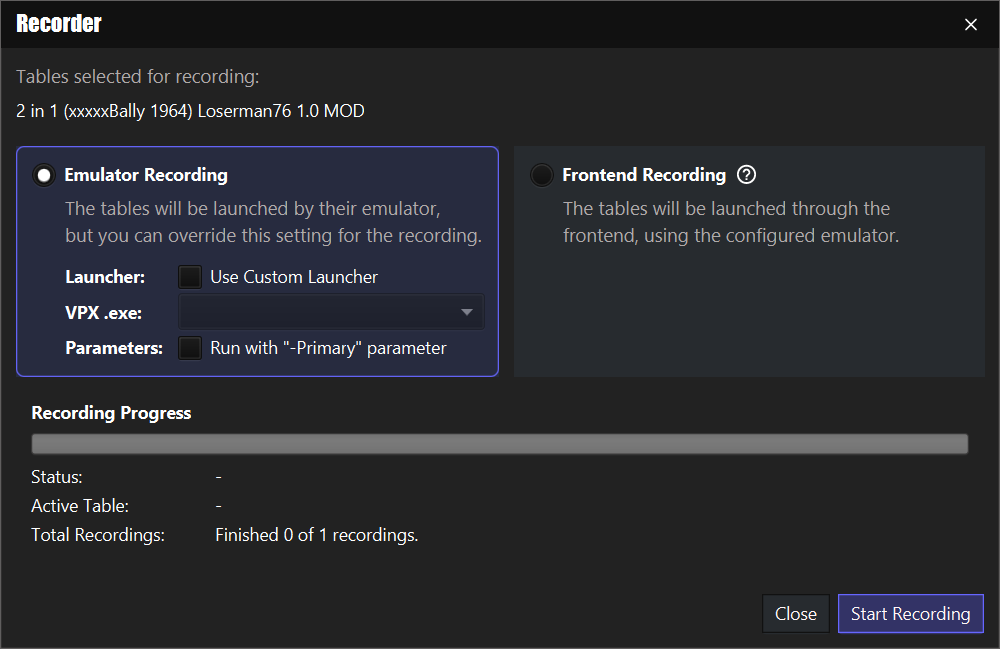 Recorder
Tables selected for recording:
2 in 1 (xxxxxBally 1964) Loserman76 1.0 MOD
Emulator Recording
The tables will be launched by their emulator,
but you can override this setting for the recording.
Launcher: Use Custom Launcher
VPX .exe:
Parameters: Run with "-Primary" parameter
Frontend Recording
The tables will be launched through the
frontend, using the configured emulator.
Recording Progress
Status: -
Active Table: -
Total Recordings: Finished 0 of 1 recordings.
Close Start Recording